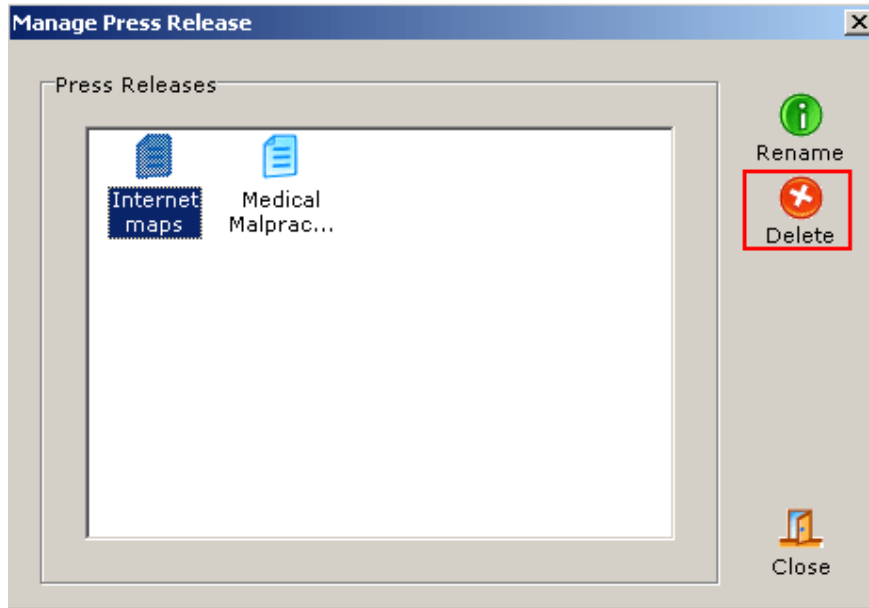 Manage Press Release
Press Releases
Internet
maps
Medical
Malprac...
Rename
Delete
Close